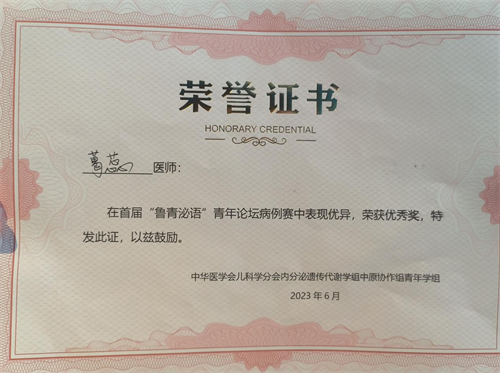 荣誉证书
HONORARY CREDENTIAL
葛蕊 医师:
在首届“鲁青泌语”青年论坛病例赛中表现优异,荣获优秀奖,特
发此证,以兹鼓励。
中华医学会儿科学分会内分泌遗传代谢学组中原协作组青年学组
2023年6月